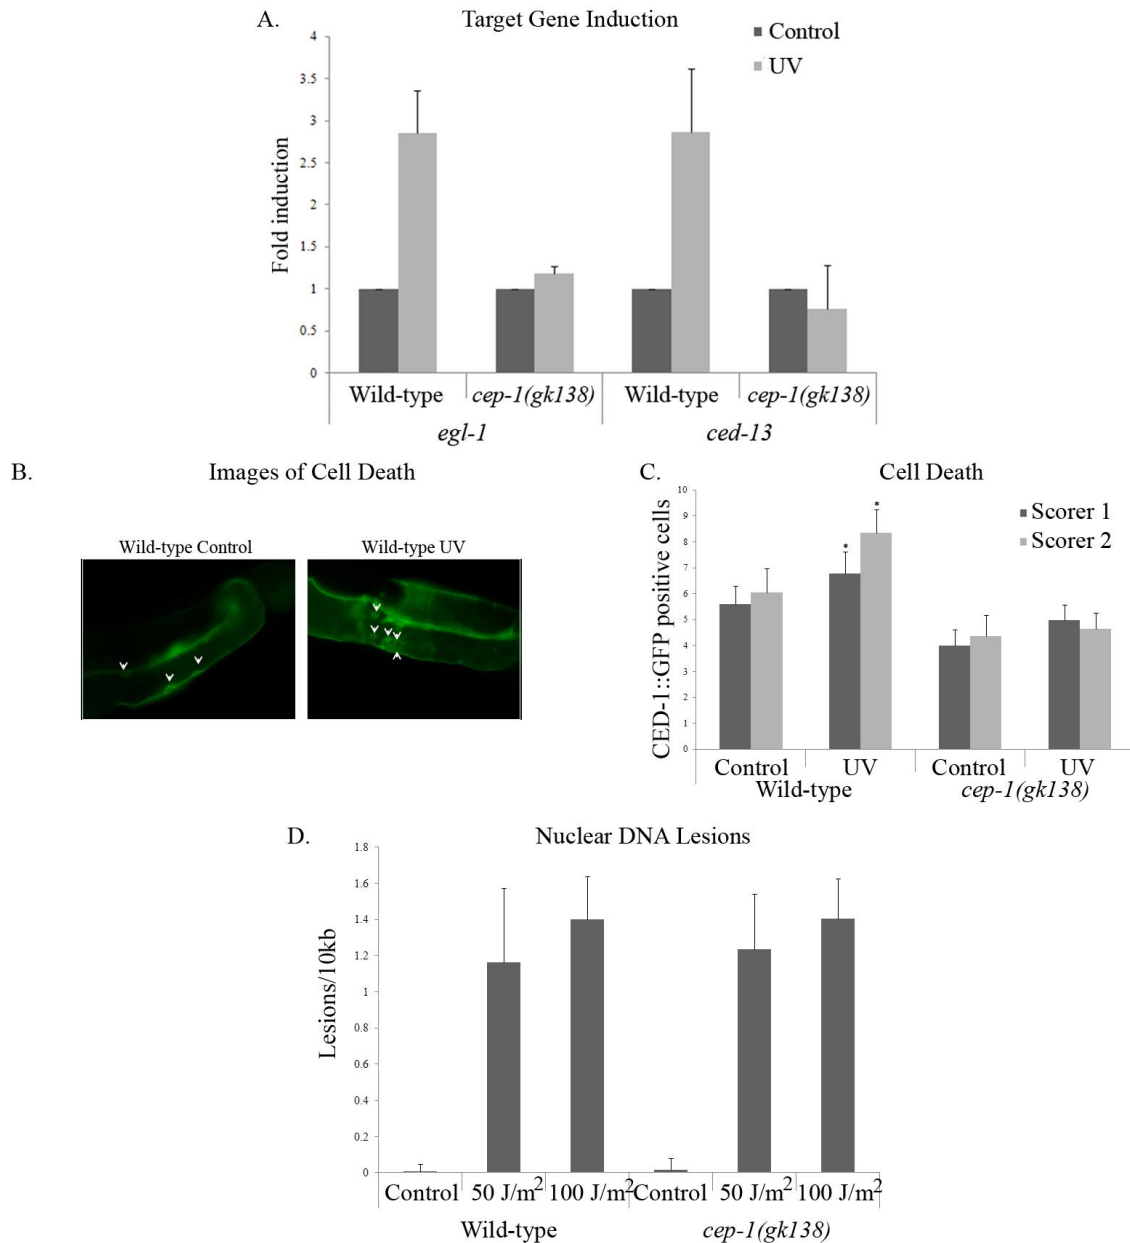 A.
Target Gene Induction
Control
UV
Fold induction
4
3.5
3
2.5
2
1.5
1
0.5
0
Wild-type cep-1(gk138) Wild-type cep-1(gk138)
egl-1 ced-13
B.
Images of Cell Death
Wild-type Control Wild-type UV
C.
Cell Death
Scorer 1
Scorer 2
CED-1::GFP positive cells
10
9
8
7
6
5
4
3
2
1
0
* *
Control UV Control UV
Wild-type cep-1(gk138)
D.
Nuclear DNA Lesions
Lesions/10kb
1.8
1.6
1.4
1.2
1
0.8
0.6
0.4
0.2
0
Control 50 J/m² 100 J/m² Control 50 J/m² 100 J/m²
Wild-type cep-1(gk138)